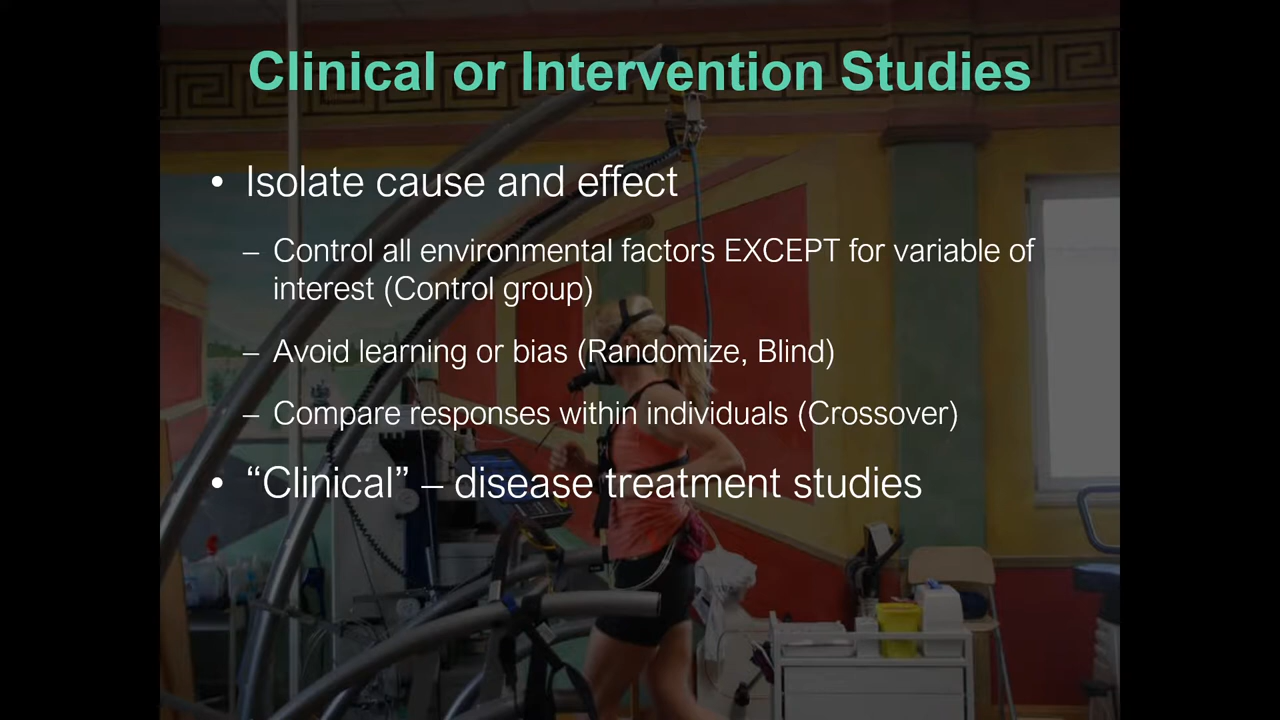 Clinical or Intervention Studies
• Isolate cause and effect
– Control all environmental factors EXCEPT for variable of
interest (Control group)
– Avoid learning or bias (Randomize, Blind)
– Compare responses within individuals (Crossover)
• “Clinical” – disease treatment studies